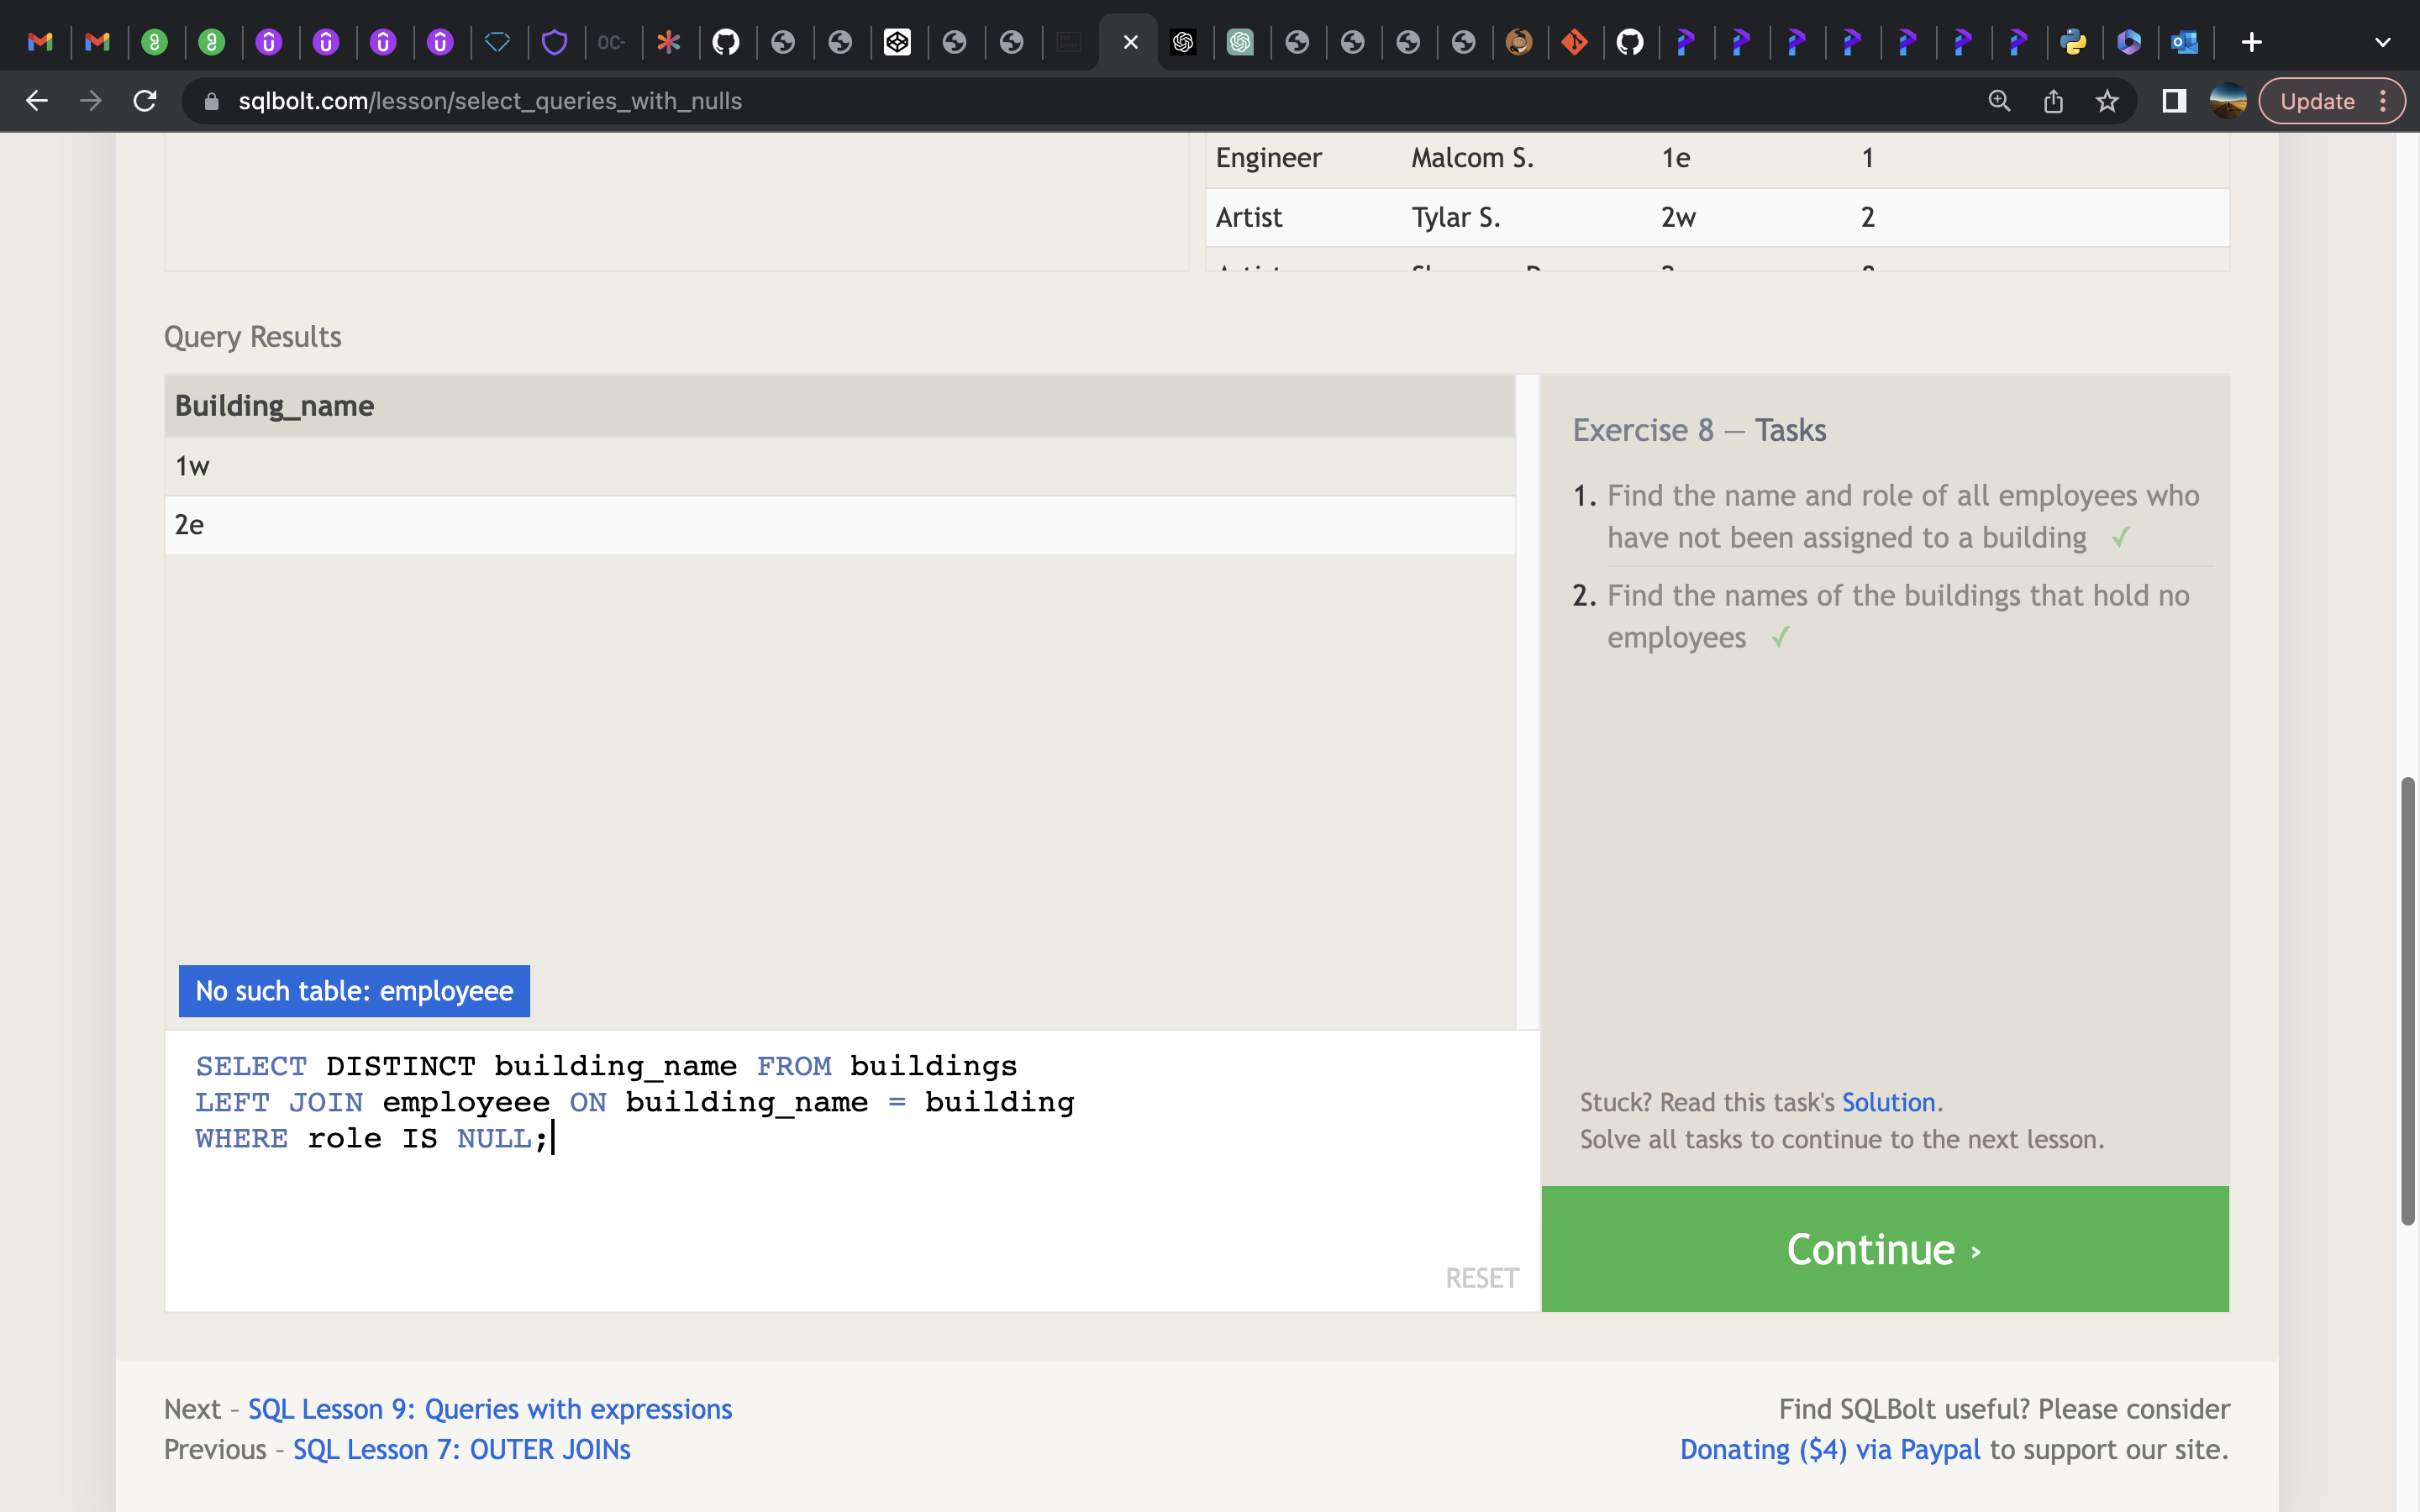 OC-
sqlbolt.com/lesson/select_queries_with_nulls
Update
Engineer Malcom S. 1e 1
Artist Tylar S. 2w 2
Query Results
Building_name
1w
2e
Exercise 8 — Tasks
1. Find the name and role of all employees who
have not been assigned to a building ✓
2. Find the names of the buildings that hold no
employees ✓
No such table: employeee
SELECT DISTINCT building_name FROM buildings
LEFT JOIN employeee ON building_name = building
WHERE role IS NULL;
RESET
Stuck? Read this task's Solution.
Solve all tasks to continue to the next lesson.
Continue ›
Next – SQL Lesson 9: Queries with expressions
Previous – SQL Lesson 7: OUTER JOINs
Find SQLBolt useful? Please consider
Donating ($4) via Paypal to support our site.